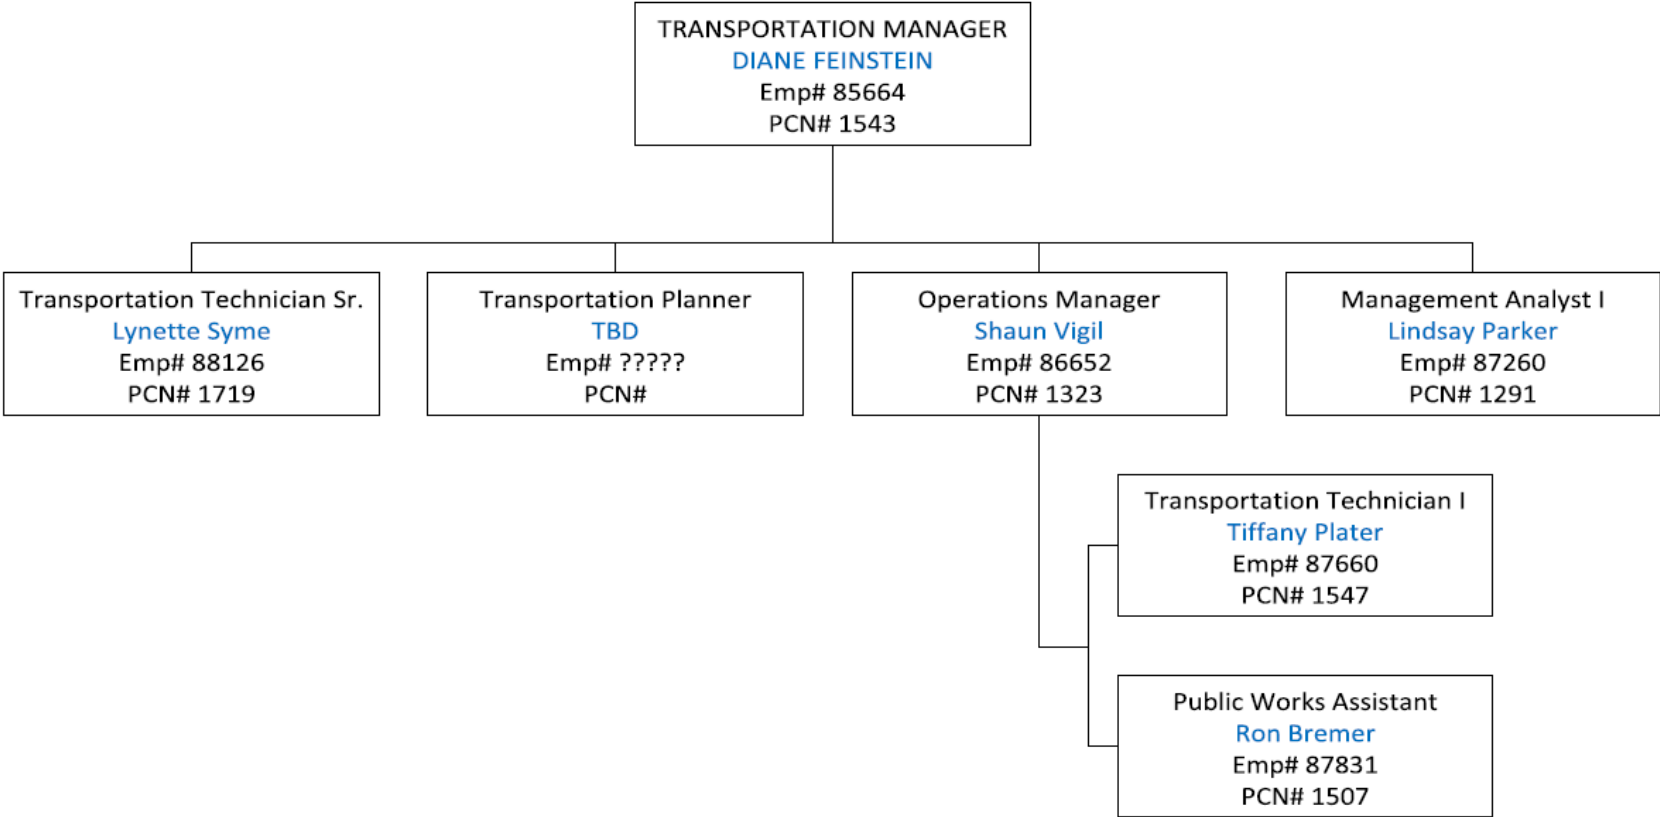 TRANSPORTATION MANAGER
DIANE FEINSTEIN
Emp# 85664
PCN# 1543
Transportation Technician Sr.
Lynette Syme
Emp# 88126
PCN# 1719
Transportation Planner
TBD
Emp# ?????
PCN#
Operations Manager
Shaun Vigil
Emp# 86652
PCN# 1323
Management Analyst I
Lindsay Parker
Emp# 87260
PCN# 1291
Transportation Technician I
Tiffany Plater
Emp# 87660
PCN# 1547
Public Works Assistant
Ron Bremer
Emp# 87831
PCN# 1507